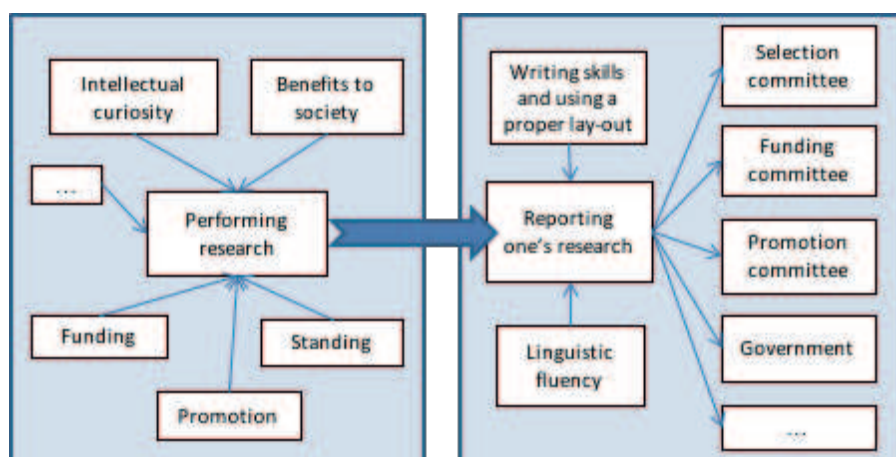 Intellectual
curiosity
Benefits to
society
...
Performing
research
Funding
Standing
Promotion
Writing skills
and using a
proper lay-out
Reporting
one's research
Linguistic
fluency
Selection
committee
Funding
committee
Promotion
committee
Government
...